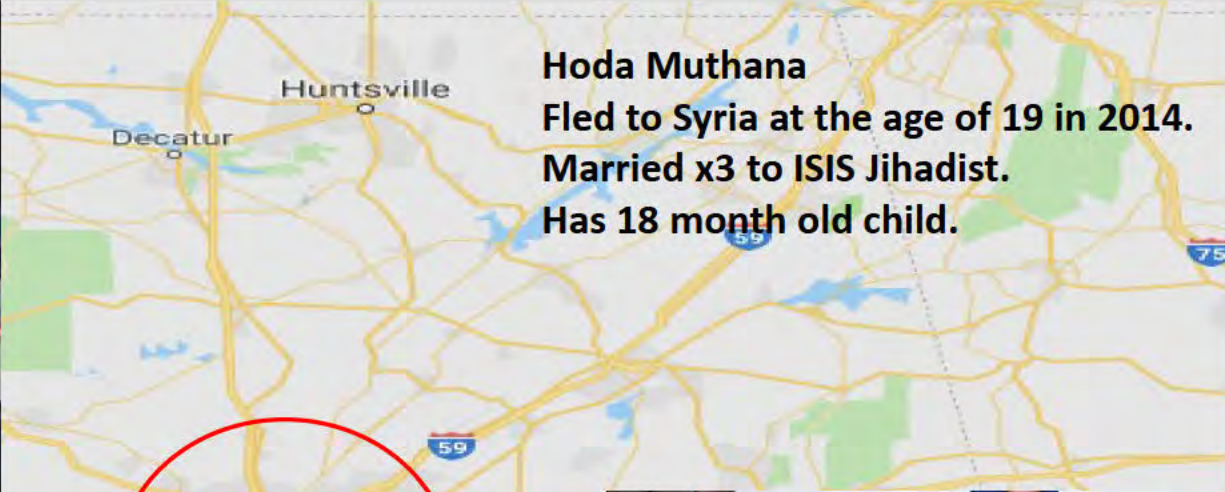 Huntsville
Decatur
Hoda Muthana
Fled to Syria at the age of 19 in 2014.
Married x3 to ISIS Jihadist.
Has 18 month old child.
59
75
59